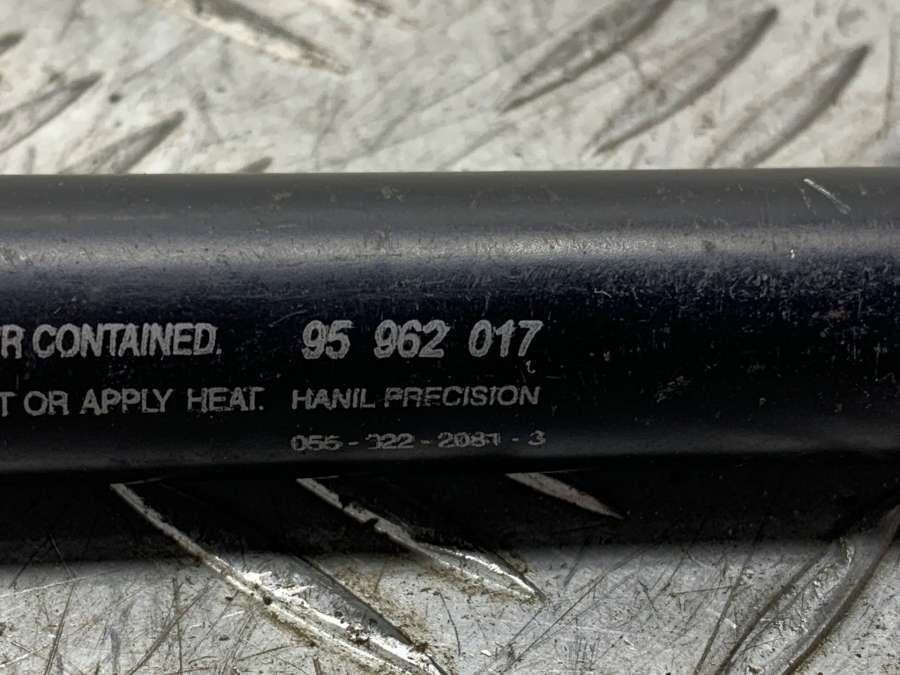 R CONTAINED. 95 962 017
T OR APPLY HEAT. HANIL PRECISION
055-322-2081-3